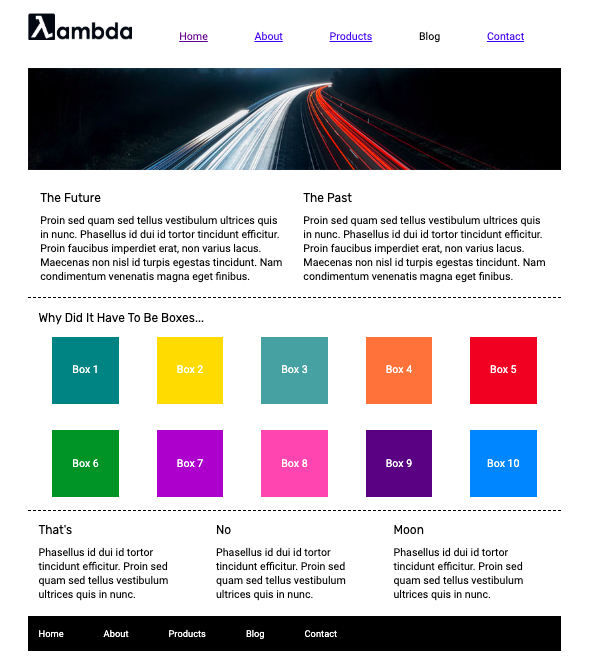 λambda
Home About Products Blog Contact
The Future
Proin sed quam sed tellus vestibulum ultrices quis
in nunc. Phasellus id dui id tortor tincidunt efficitur.
Proin faucibus imperdiet erat, non varius lacus.
Maecenas non nisl id turpis egestas tincidunt. Nam
condimentum venenatis magna eget finibus.
The Past
Proin sed quam sed tellus vestibulum ultrices quis
in nunc. Phasellus id dui id tortor tincidunt efficitur.
Proin faucibus imperdiet erat, non varius lacus.
Maecenas non nisl id turpis egestas tincidunt. Nam
condimentum venenatis magna eget finibus.
Why Did It Have To Be Boxes...
Box 1 Box 2 Box 3 Box 4 Box 5
Box 6 Box 7 Box 8 Box 9 Box 10
That's
Phasellus id dui id tortor
tincidunt efficitur. Proin sed
quam sed tellus vestibulum
ultrices quis in nunc.
No
Phasellus id dui id tortor
tincidunt efficitur. Proin sed
quam sed tellus vestibulum
ultrices quis in nunc.
Moon
Phasellus id dui id tortor
tincidunt efficitur. Proin sed
quam sed tellus vestibulum
ultrices quis in nunc.
Home About Products Blog Contact